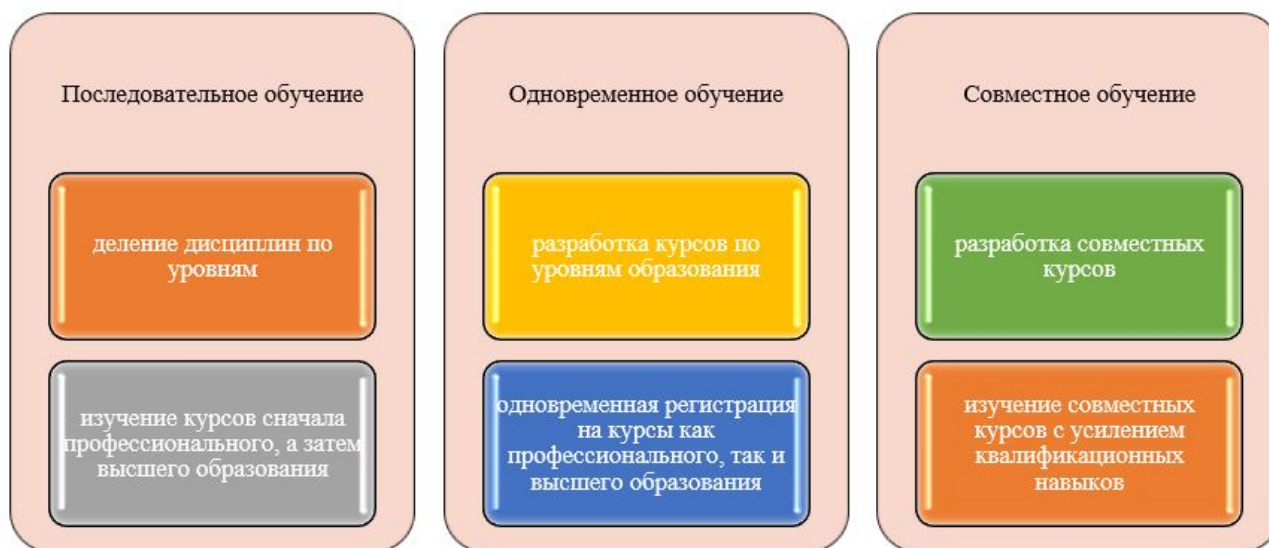 Последовательное обучение
деление дисциплин по
уровням
изучение курсов сначала
профессионального, а затем
высшего образования
Одновременное обучение
разработка курсов по
уровням образования
одновременная регистрация
на курсы как
профессионального, так и
высшего образования
Совместное обучение
разработка совместных
курсов
изучение совместных
курсов с усилением
квалификационных
навыков